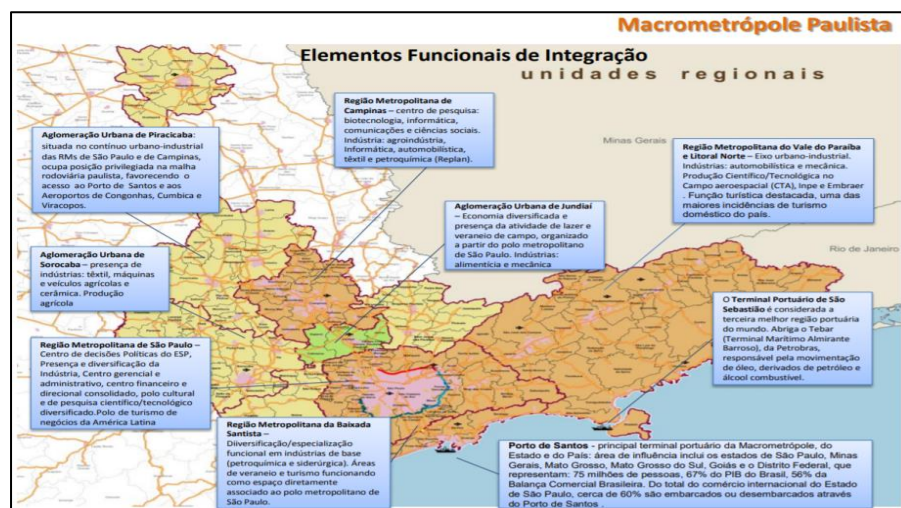 Macrometrópole Paulista
Elementos Funcionais de Integração
unidades regionais
Região Metropolitana de
Campinas – centro de pesquisa:
biotecnologia, informática,
comunicações e ciências sociais.
Indústria: agroindústria,
Informática, automobilística,
têxtil e petroquímica (Replan).
Minas Gerais
Aglomeração Urbana de Piracicaba:
situada no contínuo urbano-industrial
das RMs de São Paulo e de Campinas,
ocupa posição privilegiada na malha
rodoviária paulista, favorecendo o
acesso ao Porto de Santos e aos
Aeroportos de Congonhas, Cumbica e
Viracopos.
Região Metropolitana do Vale do Paraíba
e Litoral Norte – Eixo urbano-industrial.
Indústrias: automobilística e mecânica.
Produção Científico/Tecnológica no
Campo aeroespacial (CTA), Inpe e Embraer
. Função turística destacada, uma das
maiores incidências de turismo
doméstico do país.
Aglomeração Urbana de Jundiaí
– Economia diversificada e
presença da atividade de lazer e
veraneio de campo, organizado
a partir do polo metropolitano
de São Paulo. Indústrias:
alimentícia e mecânica
Rio de Janeiro
Aglomeração Urbana de
Sorocaba – presença de
indústrias: têxtil, máquinas
e veículos agrícolas e
cerâmica. Produção
agrícola
O Terminal Portuário de São
Sebastião é considerada a
terceira melhor região portuária
do mundo. Abriga o Tebar
(Terminal Marítimo Almirante
Barroso), da Petrobras,
responsável pela movimentação
de óleo, derivados de petróleo e
álcool combustível.
Região Metropolitana de São Paulo –
Centro de decisões Políticas do ESP,
Presença e diversificação da
Indústria, Centro gerencial e
administrativo, centro financeiro e
direcional consolidado, polo cultural
e de pesquisa científico/tecnológico
diversificado.Polo de turismo de
negócios da América Latina
Região Metropolitana da Baixada
Santista –
Diiversificação/especialização
funcional em indústrias de base
(petroquímica e siderúrgica). Áreas
de veraneio e turismo funcionando
como espaço diretamente
associado ao polo metropolitano de
São Paulo.
Porto de Santos - principal terminal portuário da Macrometrópole, do
Estado e do País: área de influência inclui os estados de São Paulo, Minas
Gerais, Mato Grosso, Mato Grosso do Sul, Goiás e o Distrito Federal, que
representam: 75 milhões de pessoas, 67% do PIB do Brasil, 56% da
Balança Comercial Brasileira. Do total do comércio internacional do Estado
de São Paulo, cerca de 60% são embarcados ou desembarcados através
do Porto de Santos .